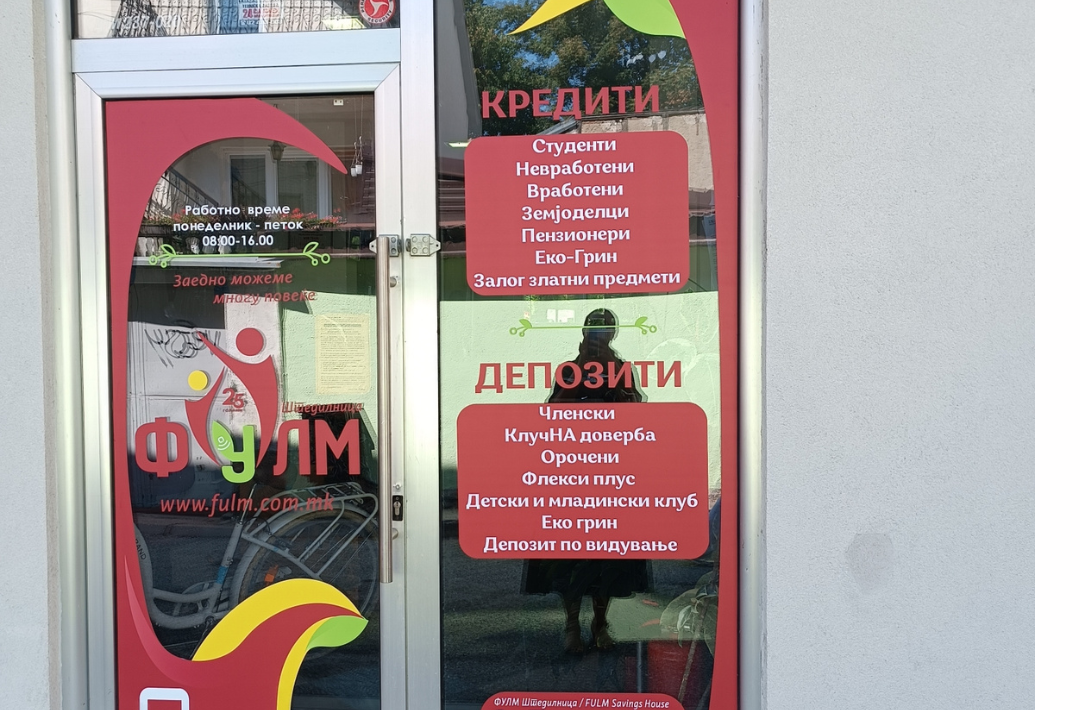 Работно време
понеделник - петок
08:00-16.00
Заедно можеме
многу повеќе
25
Штедилница
ФУЛМ
www.fulm.com.mk
КРЕДИТИ
Студенти
Невработени
Вработени
Земјоделци
Пензионери
Еко-Грин
Залог златни предмети
ДЕПОЗИТИ
Членски
КлучНА доверба
Орочени
Флекси плус
Детски и младински клуб
Еко грин
Депозит по видување
ФУЛМ Штедилница / FULM Savings House